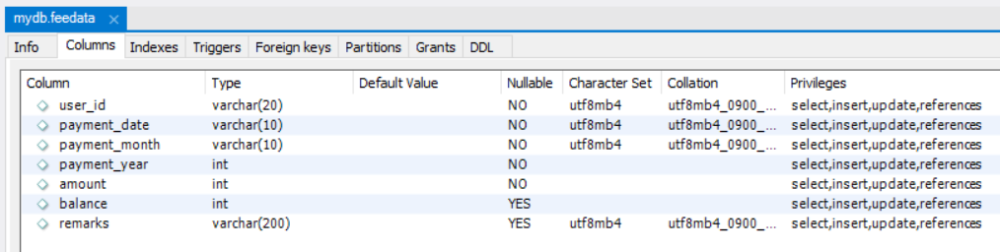 mydb.feedata ×
Info Columns Indexes Triggers Foreign keys Partitions Grants DDL
Column Type Default Value Nullable Character Set Collation Privileges
user_id varchar(20) NO utf8mb4 utf8mb4_0900_... select,insert,update,references
payment_date varchar(10) NO utf8mb4 utf8mb4_0900_... select,insert,update,references
payment_month varchar(10) NO utf8mb4 utf8mb4_0900_... select,insert,update,references
payment_year int NO select,insert,update,references
amount int NO select,insert,update,references
balance int YES select,insert,update,references
remarks varchar(200) YES utf8mb4 utf8mb4_0900_... select,insert,update,references